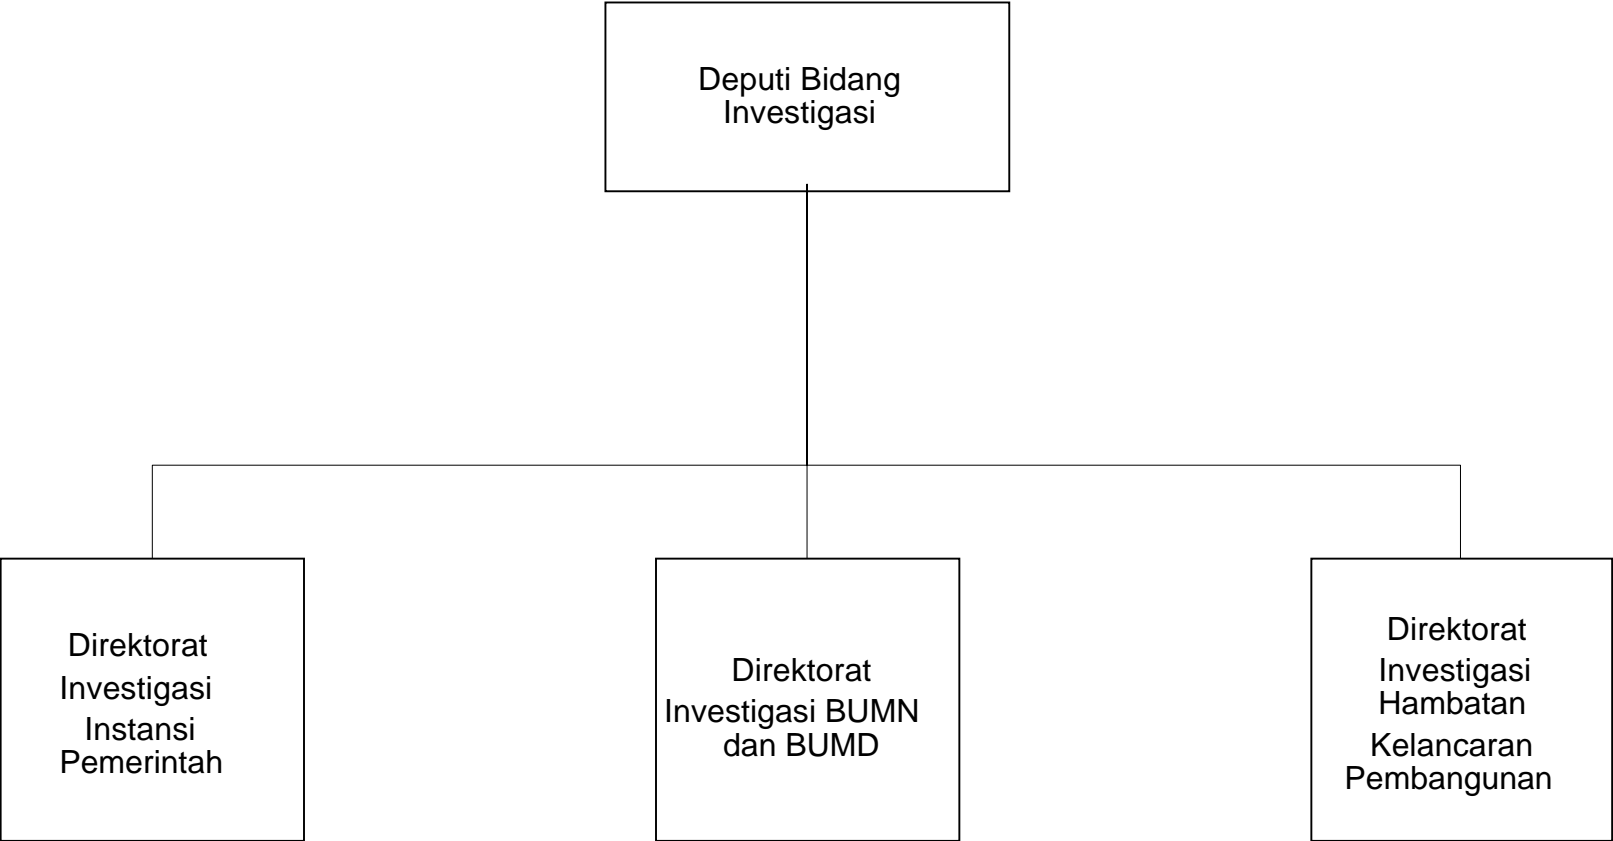 Deputi Bidang
Investigasi
Direktorat
Investigasi
Instansi
Pemerintah
Direktorat
Investigasi BUMN
dan BUMD
Direktorat
Investigasi
Hambatan
Kelancaran
Pembangunan